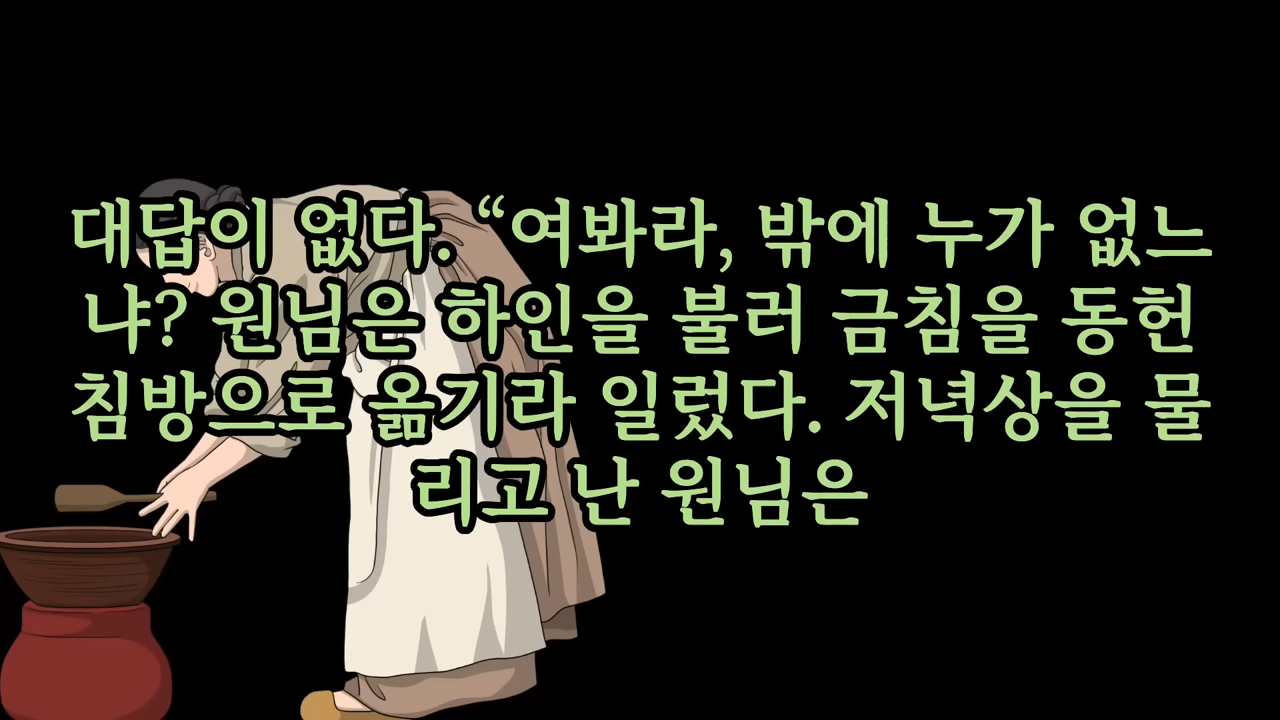 대답이 없다. “여봐라, 밖에 누가 없느
냐? 원님은 하인을 불러 금침을 동헌
침방으로 옮기라 일렀다. 저녁상을 물
리고 난 원님은